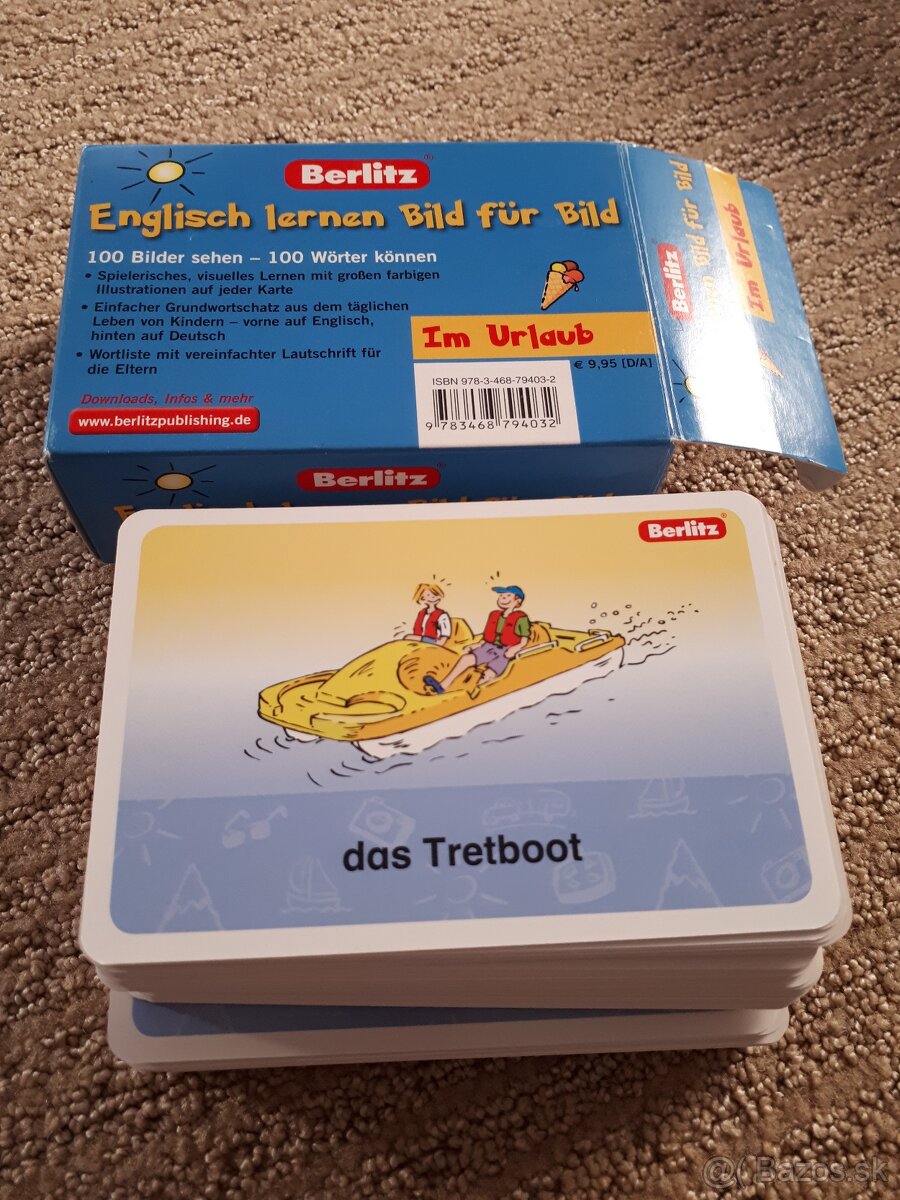 Berlitz
Englisch lernen Bild für Bild
100 Bilder sehen – 100 Wörter können
• Spielerisches, visuelles Lernen mit großen farbigen
Illustrationen auf jeder Karte
• Einfacher Grundwortschatz aus dem täglichen
Leben von Kindern – vorne auf Englisch,
hinten auf Deutsch
• Wortliste mit vereinfachter Lautschrift für
die Eltern
Im Urlaub
€ 9,95 [D/A]
ISBN 978-3-468-79403-2
9 783468 794032
Downloads, Infos & mehr
www.berlitzpublishing.de
Berlitz
Bild für Bild
Im Urlaub
Berlitz
Berlitz
das Tretboot
@( Bazos.sk